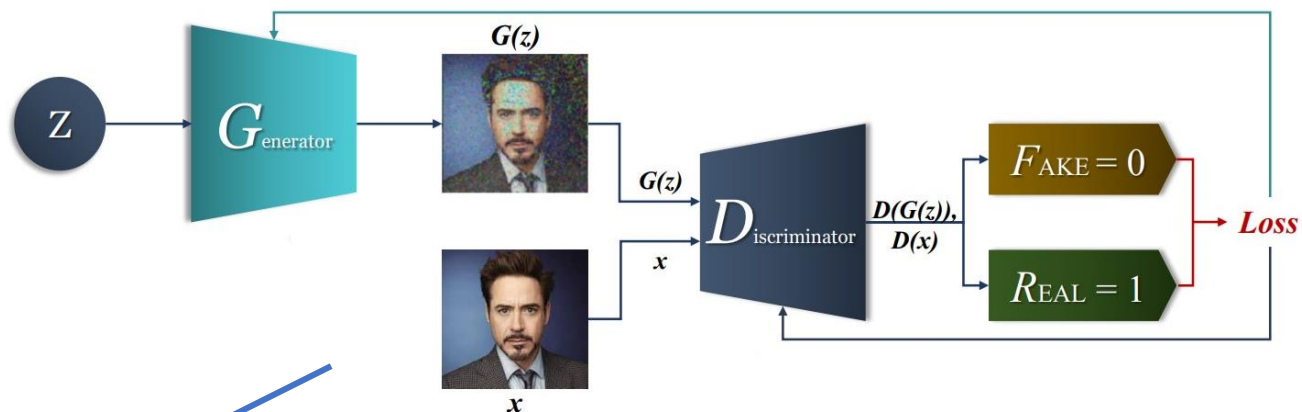 G(z)
Z
Generator
G(z)
x
Discriminator
D(G(z)),
D(x)
FAKE = 0
REAL = 1
Loss
x